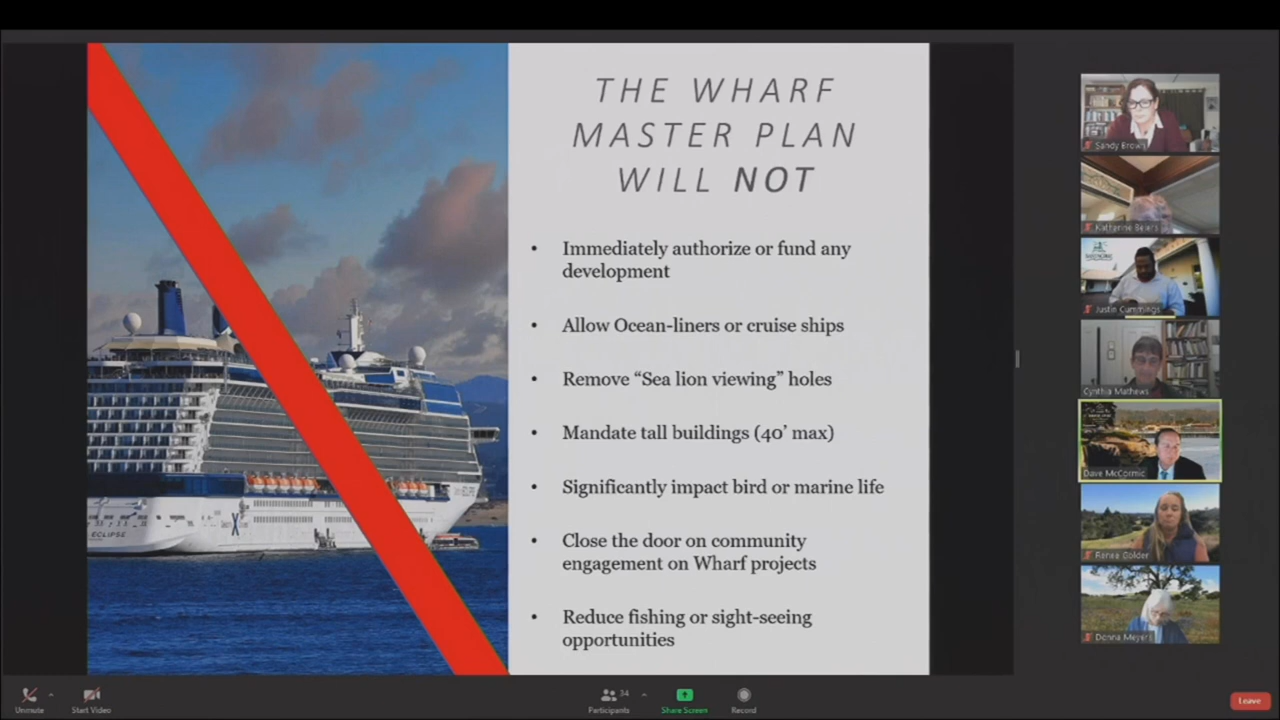 THE WHARF
MASTER PLAN
WILL NOT
• Immediately authorize or fund any
development
• Allow Ocean-liners or cruise ships
• Remove “Sea lion viewing” holes
• Mandate tall buildings (40’ max)
• Significantly impact bird or marine life
• Close the door on community
engagement on Wharf projects
• Reduce fishing or sight-seeing
opportunities
ECLIPSE
X
Sandy Brown
Katherine Beiers
Justin Cummings
Cynthia Mathews
Dave McCormic
Renee Golder
Donna Meyers
Unmute
Start Video
34
Participants
Share Screen
Record
Leave